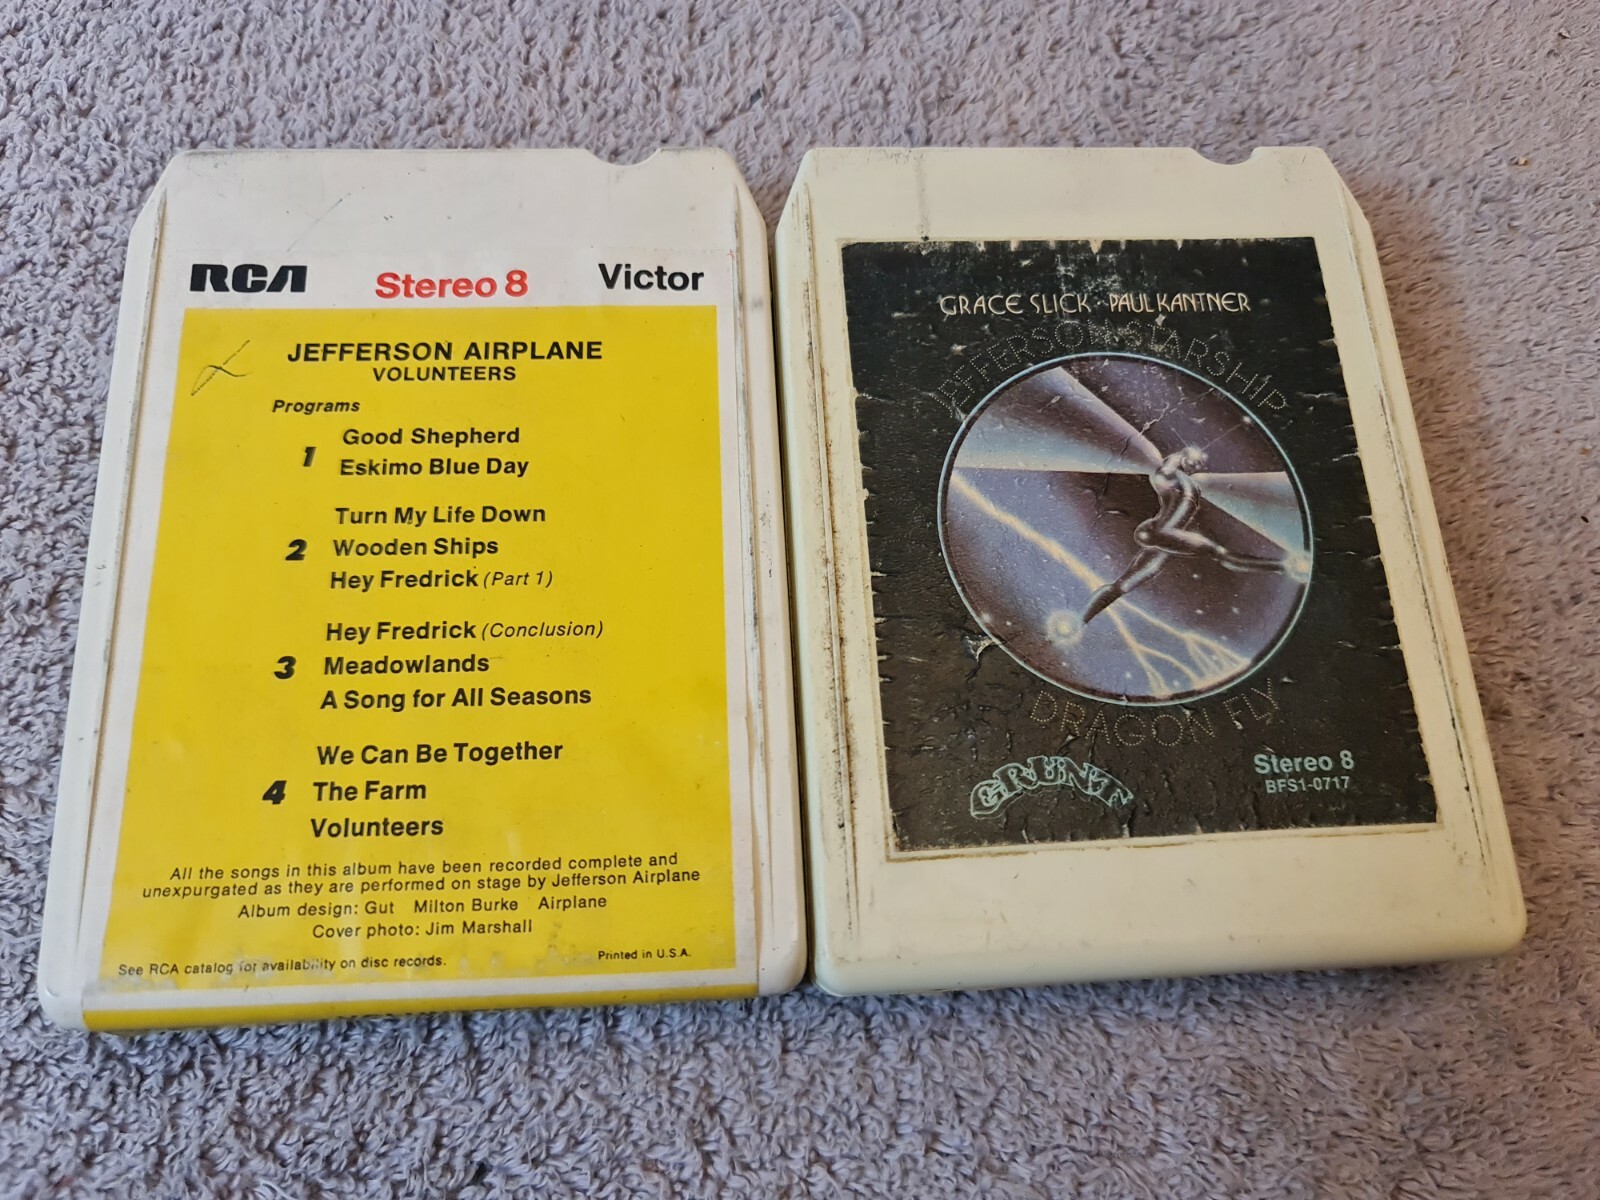 RCA Stereo 8 Victor
JEFFERSON AIRPLANE
VOLUNTEERS
Programs
1
Good Shepherd
Eskimo Blue Day
2
Turn My Life Down
Wooden Ships
Hey Fredrick (Part 1)
3
Hey Fredrick (Conclusion)
Meadowlands
A Song for All Seasons
4
We Can Be Together
The Farm
Volunteers
All the songs in this album have been recorded complete and
unexpurgated as they are performed on stage by Jefferson Airplane
Album design: Gut Milton Burke Airplane
Cover photo: Jim Marshall
See RCA catalog for availability on disc records.
Printed in U.S.A.
GRACE SLICK · PAUL KANTNER
JEFFERSON STARSHIP
DRAGON FLY
GRUNT
Stereo 8
BFS1-0717